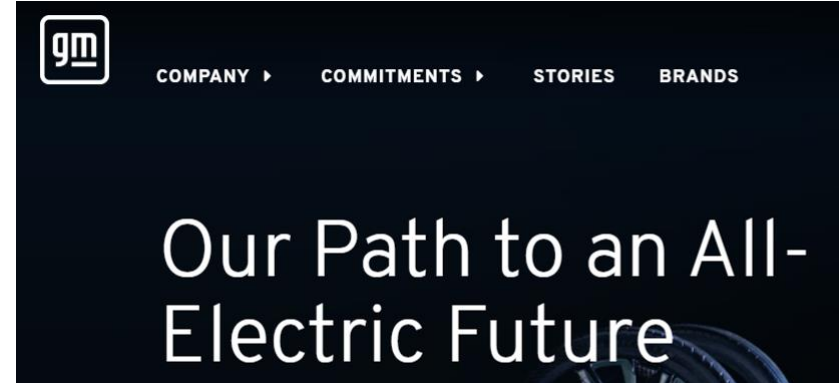 gm
COMPANY COMMITMENTS STORIES BRANDS
Our Path to an All-
Electric Future